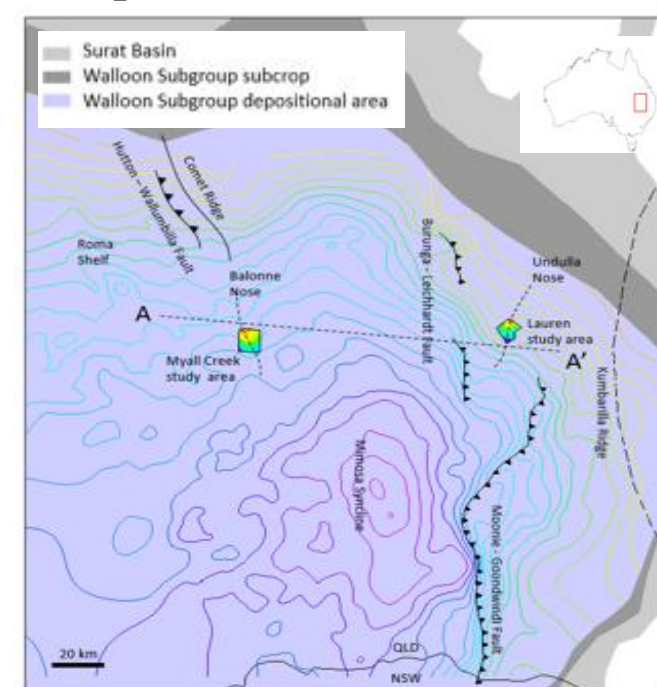 Surat Basin
Walloon Subgroup subcrop
Walloon Subgroup depositional area
Hutton – Wallumbilla Fault
Comet Ridge
Roma
Shelf
Balonne
Nose
Burunga - Leichhardt Fault
Undulla
Nose
A
Lauren
study area
A'
Myall Creek
study area
Kumbarilla Ridge
Mimosa Syncline
Moonie - Goondwindi Fault
20 km
QLD
NSW